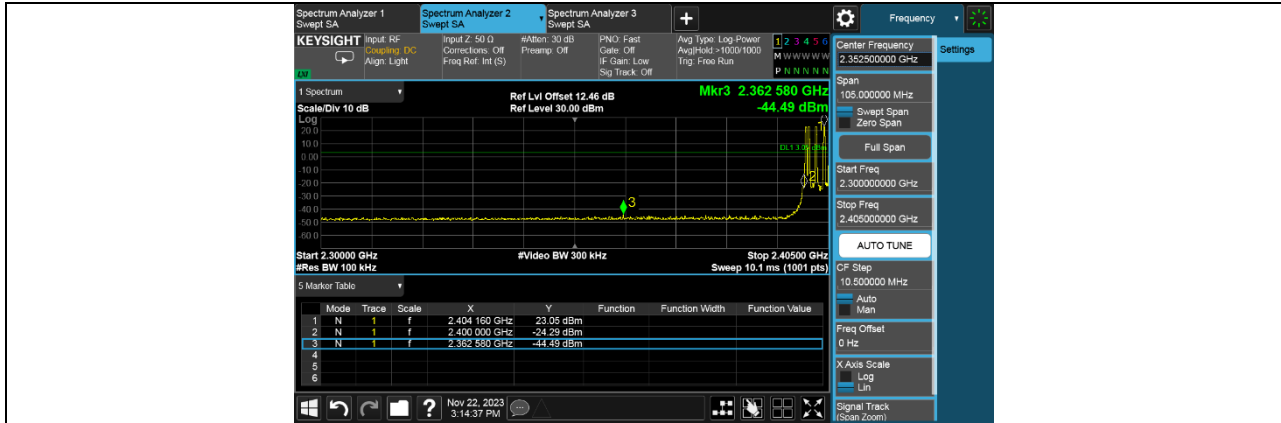 Spectrum Analyzer 1
Swept SA
Spectrum Analyzer 2
Swept SA
Spectrum Analyzer 3
Swept SA
Frequency
KEYSIGHT
Input: RF
Coupling: DC
Align: Light
Input Z: 50 Ω
Corrections: Off
Freq Ref: Int (S)
#Atten: 30 dB
Preamp: Off
PNO: Fast
Gate: Off
IF Gain: Low
Sig Track: Off
Avg Type: Log-Power
Avg|Hold:>1000/1000
Trig: Free Run
1 2 3 4 5 6
M W W W W W
P N N N N N
LXI
1 Spectrum
Scale/Div 10 dB
Ref Lvl Offset 12.46 dB
Ref Level 30.00 dBm
Mkr3 2.362 580 GHz
-44.49 dBm
Log
20.0
10.0
0.00
-10.0
-20.0
-30.0
-40.0
-50.0
-60.0
2
3
Start 2.30000 GHz
#Res BW 100 kHz
#Video BW 300 kHz
Stop 2.40500 GHz
Sweep 10.1 ms (1001 pts)
5 Marker Table
Mode Trace Scale X Y Function Function Width Function Value
1 N 1 f 2.404 160 GHz 23.05 dBm
2 N 1 f 2.400 000 GHz -24.29 dBm
3 N 1 f 2.362 580 GHz -44.49 dBm
4
5
6
Nov 22, 2023
3:14:37 PM
Center Frequency
2.352500000 GHz
Settings
Span
105.000000 MHz
Swept Span
Zero Span
Full Span
Start Freq
2.300000000 GHz
Stop Freq
2.405000000 GHz
AUTO TUNE
CF Step
10.500000 MHz
Auto
Man
Freq Offset
0 Hz
X Axis Scale
Log
Lin
Signal Track
(Span Zoom)